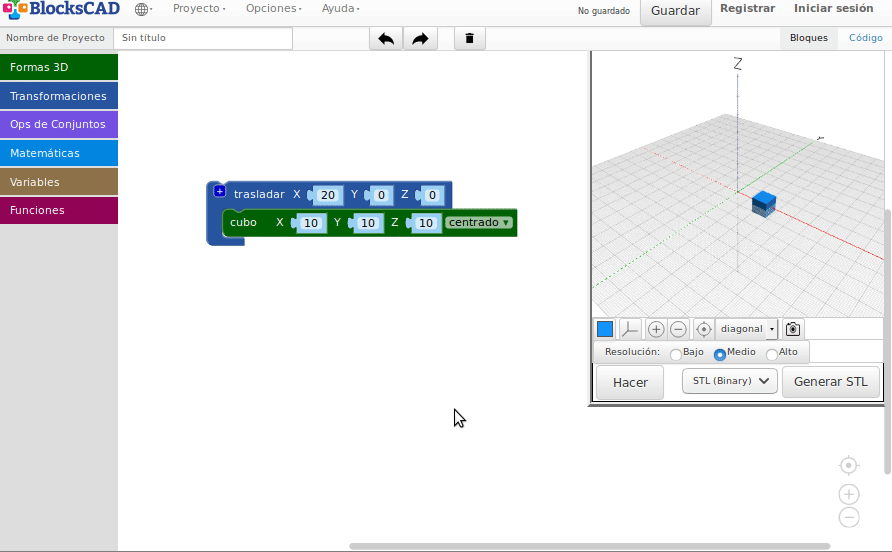 BlocksCAD
Proyecto
Opciones
Ayuda
No guardado
Guardar
Registrar
Iniciar sesión
Nombre de Proyecto
Sin título
Bloques
Código
Formas 3D
Transformaciones
Ops de Conjuntos
Matemáticas
Variables
Funciones
+ trasladar X 20 Y 0 Z 0
cubo X 10 Y 10 Z 10 centrado
Z
diagonal
Resolución: Bajo Medio Alto
Hacer
STL (Binary)
Generar STL